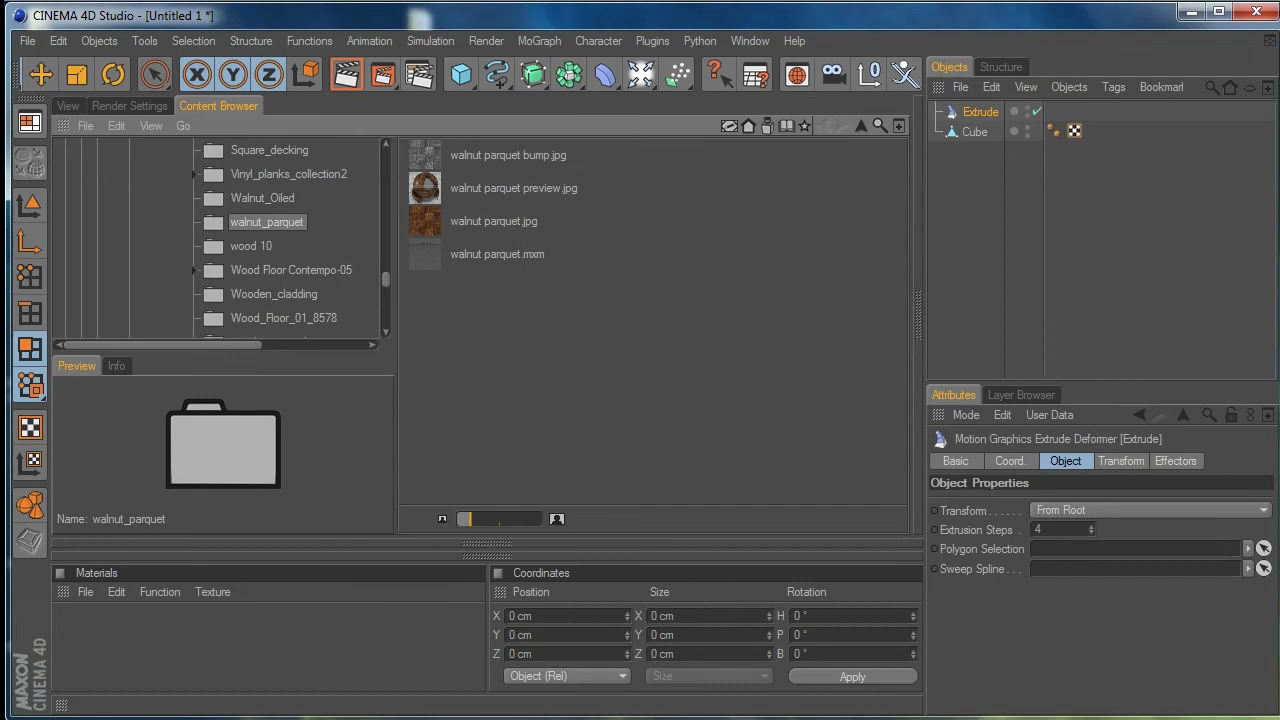 CINEMA 4D Studio - [Untitled 1 *]
File Edit Objects Tools Selection Structure Functions Animation Simulation Render MoGraph Character Plugins Python Window Help
View Render Settings Content Browser
File Edit View Go
Square_decking
Vinyl_planks_collection2
Walnut_Oiled
walnut_parquet
wood 10
Wood Floor Contempo-05
Wooden_cladding
Wood_Floor_01_8578
walnut parquet bump.jpg
walnut parquet preview.jpg
walnut parquet.jpg
walnut parquet.mxm
Preview Info
Name: walnut_parquet
Materials
File Edit Function Texture
Coordinates
Position Size Rotation
X 0 cm X 0 cm H 0 °
Y 0 cm Y 0 cm P 0 °
Z 0 cm Z 0 cm B 0 °
Object (Rel) Size Apply
Objects Structure
File Edit View Objects Tags Bookmarl
Extrude
Cube
Attributes Layer Browser
Mode Edit User Data
Motion Graphics Extrude Deformer [Extrude]
Basic Coord. Object Transform Effectors
Object Properties
Transform . . . . . . From Root
Extrusion Steps . 4
Polygon Selection
Sweep Spline . . .
MAXON
CINEMA 4D